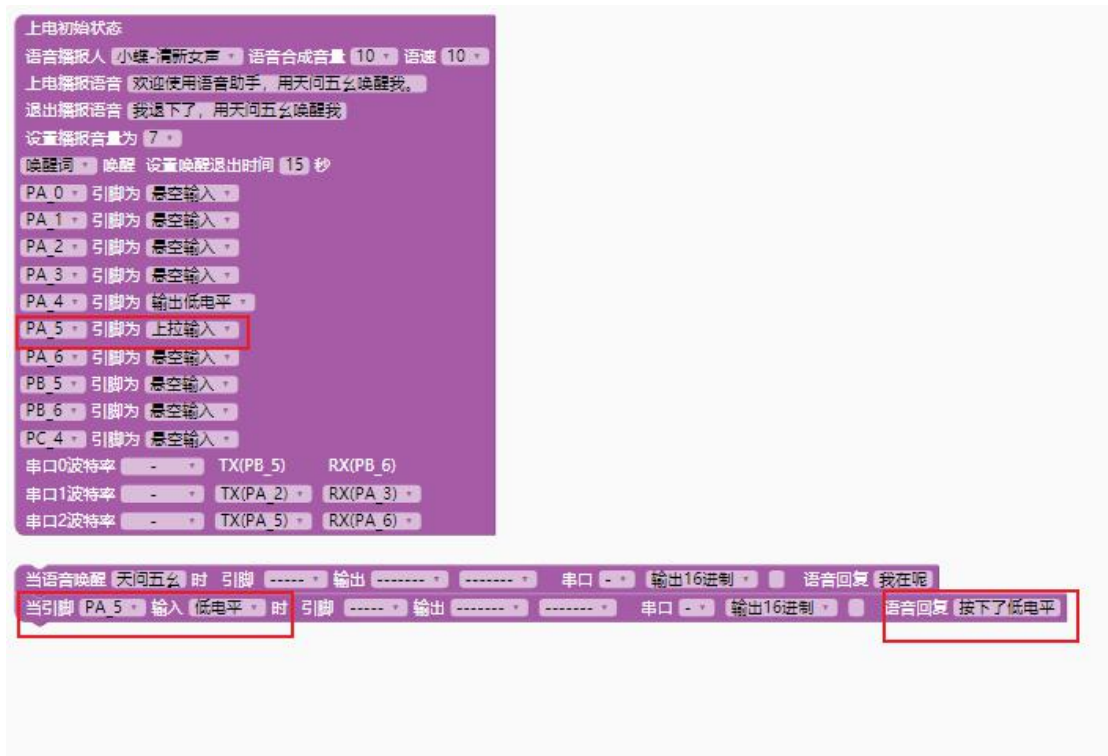 上电初始状态
语音播报人 小蝶-清新女声 语音合成音量 10 语速 10
上电播报语音 欢迎使用语音助手，用天问五幺唤醒我。
退出播报语音 我退下了，用天问五幺唤醒我
设置播报音量为 7
唤醒词 唤醒 设置唤醒退出时间 15 秒
PA_0 引脚为 悬空输入
PA_1 引脚为 悬空输入
PA_2 引脚为 悬空输入
PA_3 引脚为 悬空输入
PA_4 引脚为 输出低电平
PA_5 引脚为 上拉输入
PA_6 引脚为 悬空输入
PB_5 引脚为 悬空输入
PB_6 引脚为 悬空输入
PC_4 引脚为 悬空输入
串口0波特率 - TX(PB_5) RX(PB_6)
串口1波特率 - TX(PA_2) RX(PA_3)
串口2波特率 - TX(PA_5) RX(PA_6)
当语音唤醒 天问五幺 时 引脚 ----- 输出 ------- ------- 串口 - 输出16进制 语音回复 我在呢
当引脚 PA_5 输入 低电平 时 引脚 ----- 输出 ------- ------- 串口 - 输出16进制 语音回复 按下了低电平